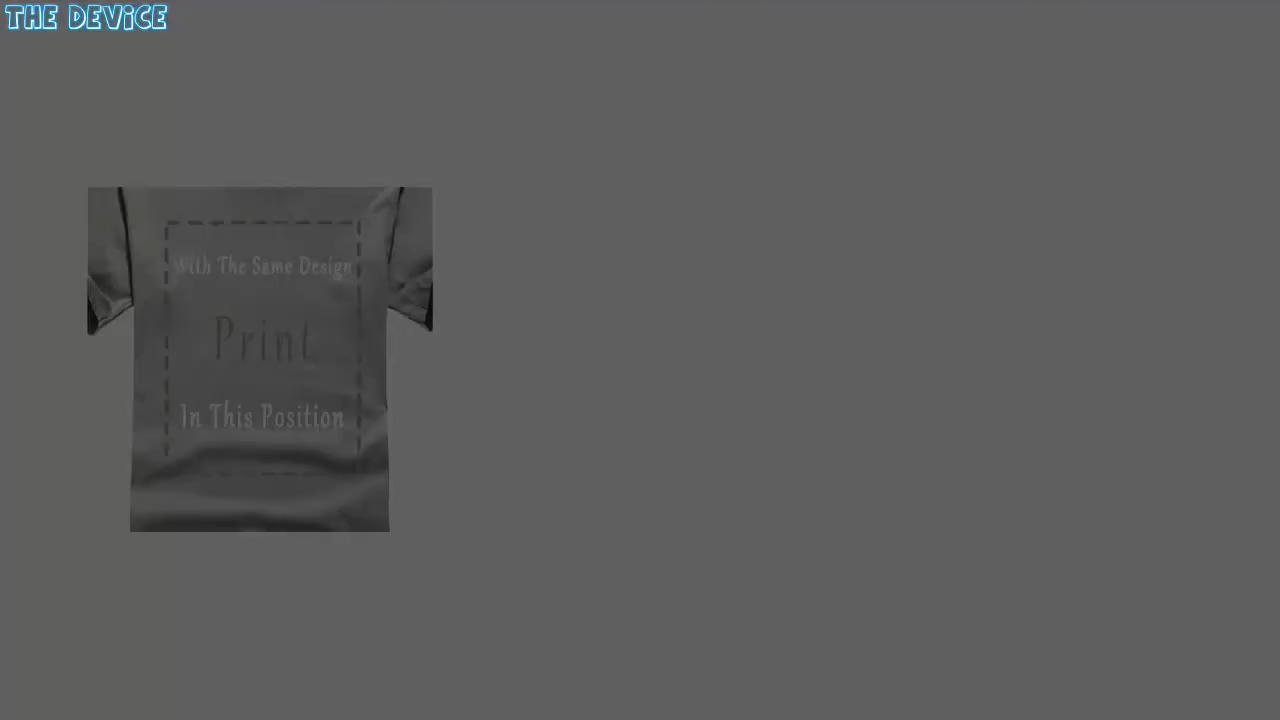 THE DEVICE
With The Same Design
Print
In This Position